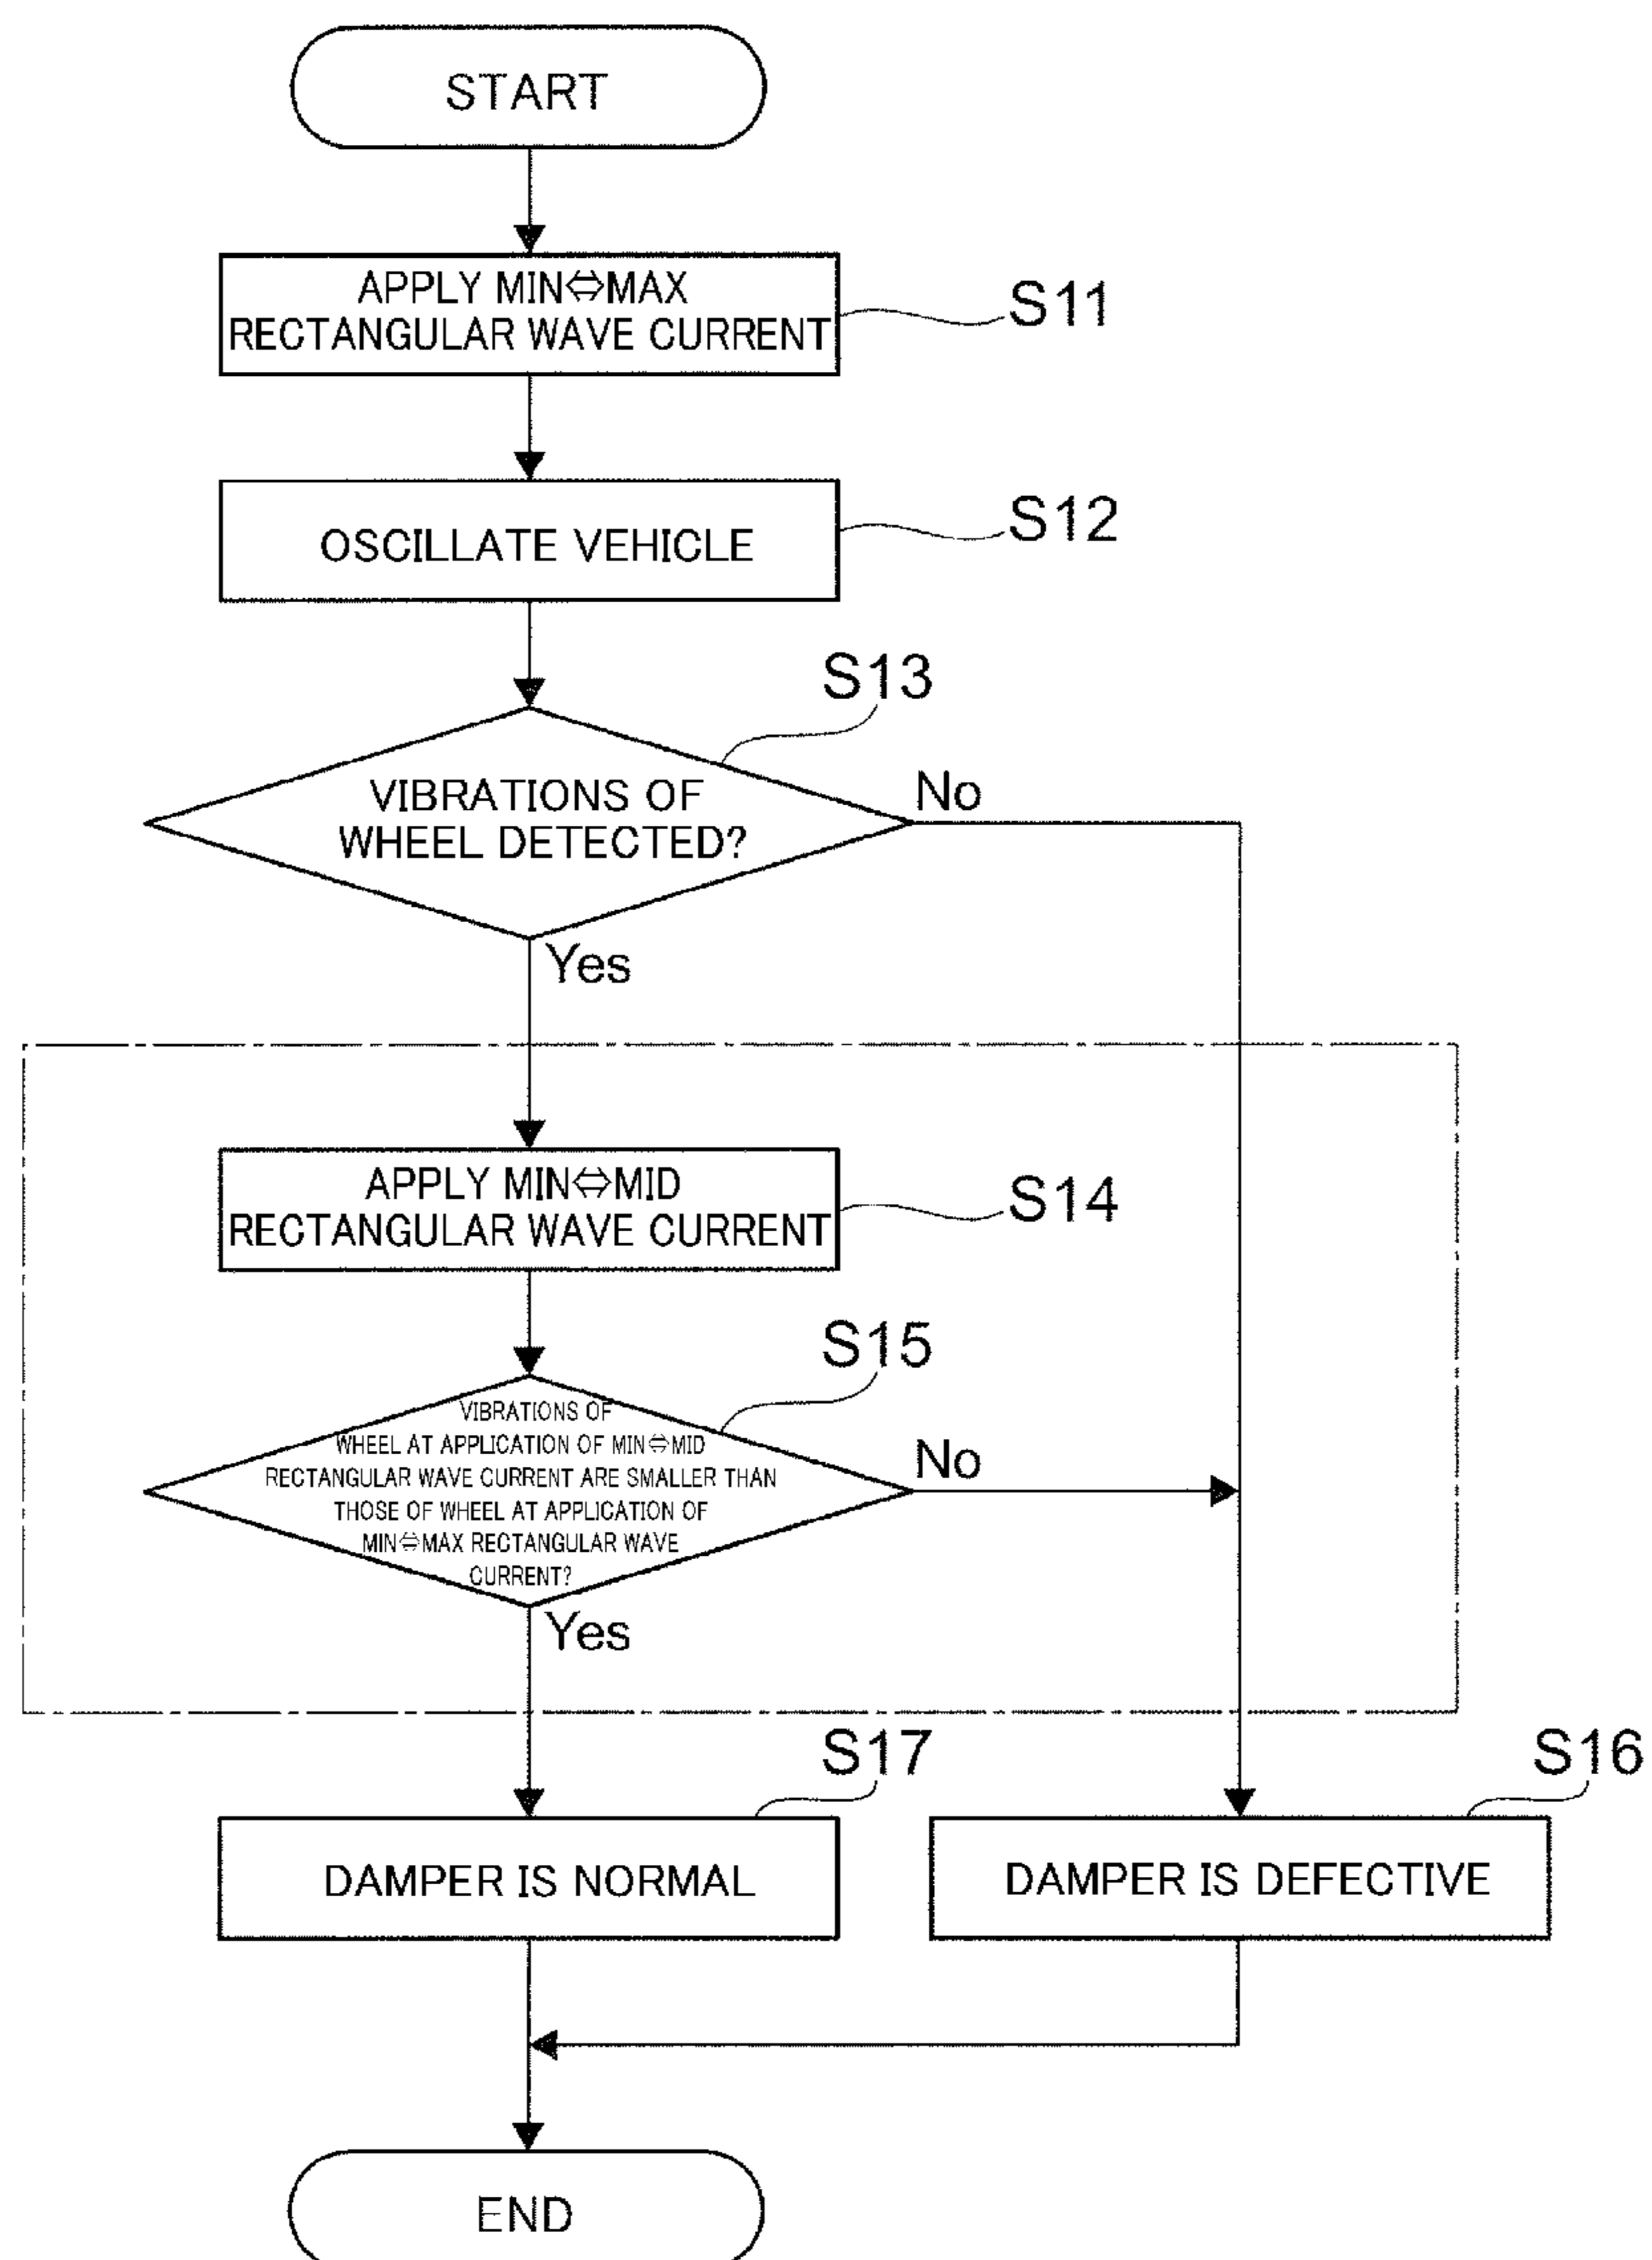 START
APPLY MIN⇔MAX
RECTANGULAR WAVE CURRENT
S11
OSCILLATE VEHICLE
S12
S13
VIBRATIONS OF
WHEEL DETECTED?
No
Yes
APPLY MIN⇔MID
RECTANGULAR WAVE CURRENT
S14
S15
VIBRATIONS OF
WHEEL AT APPLICATION OF MIN⇔MID
RECTANGULAR WAVE CURRENT ARE SMALLER THAN
THOSE OF WHEEL AT APPLICATION OF
MIN⇔MAX RECTANGULAR WAVE
CURRENT?
No
Yes
S17
S16
DAMPER IS NORMAL
DAMPER IS DEFECTIVE
END